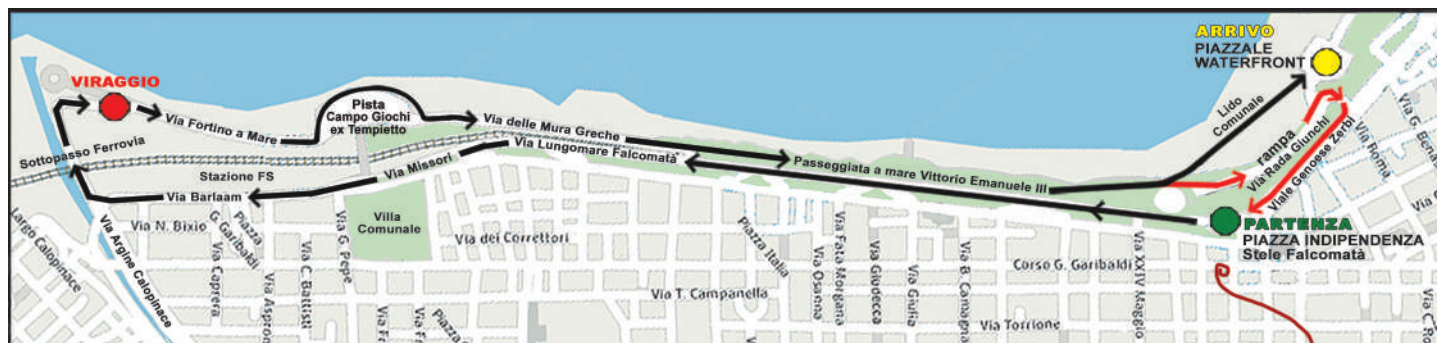 ARRIVO
PIAZZALE
WATERFRONT
VIRAGGIO
Pista
Campo Giochi
ex Tempietto
Via Fortino a Mare
Via delle Mura Greche
Lido
Comunale
rampa
Via Rada Giunchi
Viale Genoese Zerbi
Via Roma
Via G. Bena
Sottopasso Ferrovia
Via Lungomare Falcomatà
Passeggiata a mare Vittorio Emanuele III
Stazione FS
Via Missori
Via Barlaam
PARTENZA
PIAZZA INDIPENDENZA
Stele Falcomatà
Largo Calopinace
Via Argine Calopinace
Via N. Bixio
Via Caprera
Piazza
G. Garibaldi
Via C. Battisti
Via G. Pepe
Villa
Comunale
Via dei Correttori
Piazza Italia
Via Osanna
Via Fata Morgana
Via Giudecca
Via Giulia
Via B. Camagna
Corso G. Garibaldi
Via XXIV Maggio
Via T. Campanella
Via Torrione